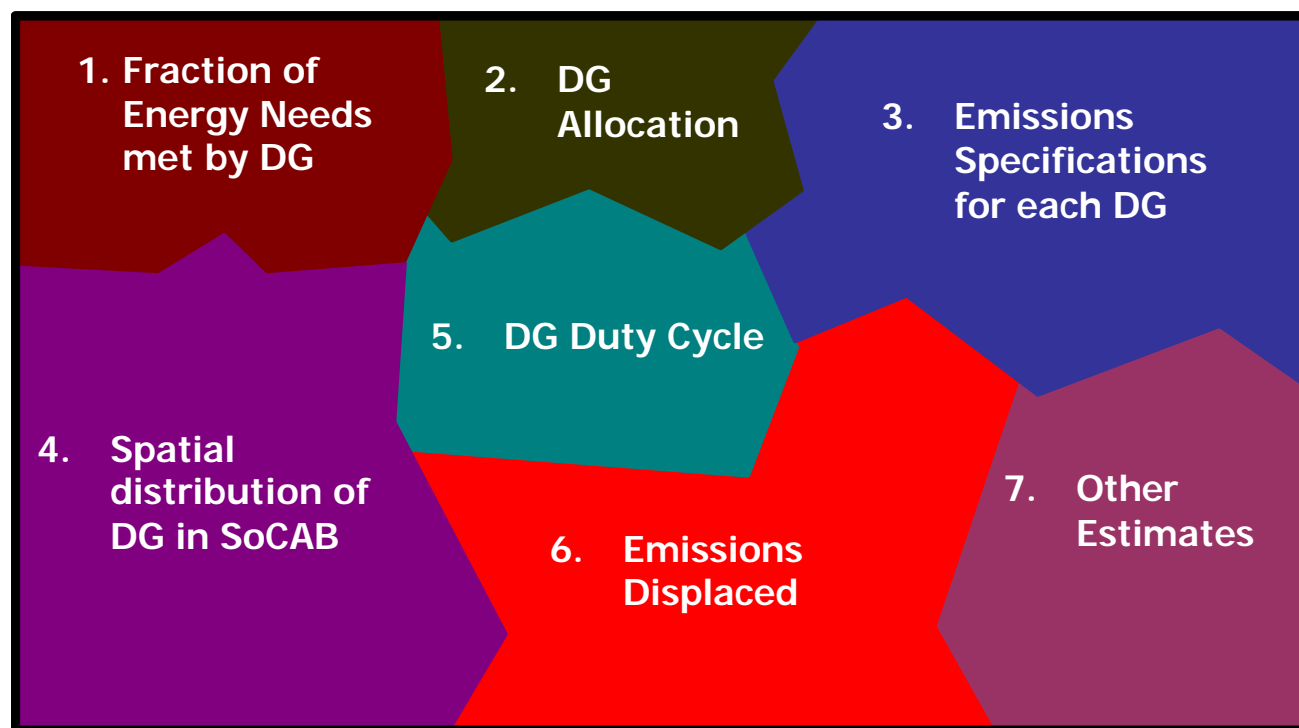 1. Fraction of
Energy Needs
met by DG
2. DG
Allocation
3. Emissions
Specifications
for each DG
4. Spatial
distribution of
DG in SoCAB
5. DG Duty Cycle
6. Emissions
Displaced
7. Other
Estimates